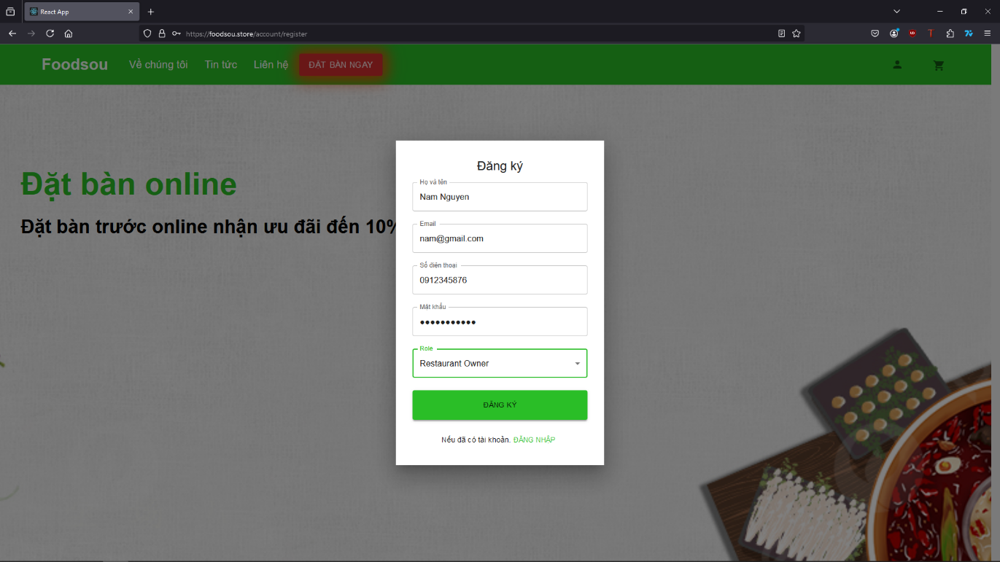 React App
https://foodsou.store/account/register
Foodsou
Về chúng tôi
Tin tức
Liên hệ
ĐẶT BÀN NGAY
Đặt bàn online
Đặt bàn trước online nhận ưu đãi đến 10%
Đăng ký
Họ và tên
Nam Nguyen
Email
nam@gmail.com
Số điện thoại
0912345876
Mật khẩu
•••••••••••
Role
Restaurant Owner
ĐĂNG KÝ
Nếu đã có tài khoản. ĐĂNG NHẬP